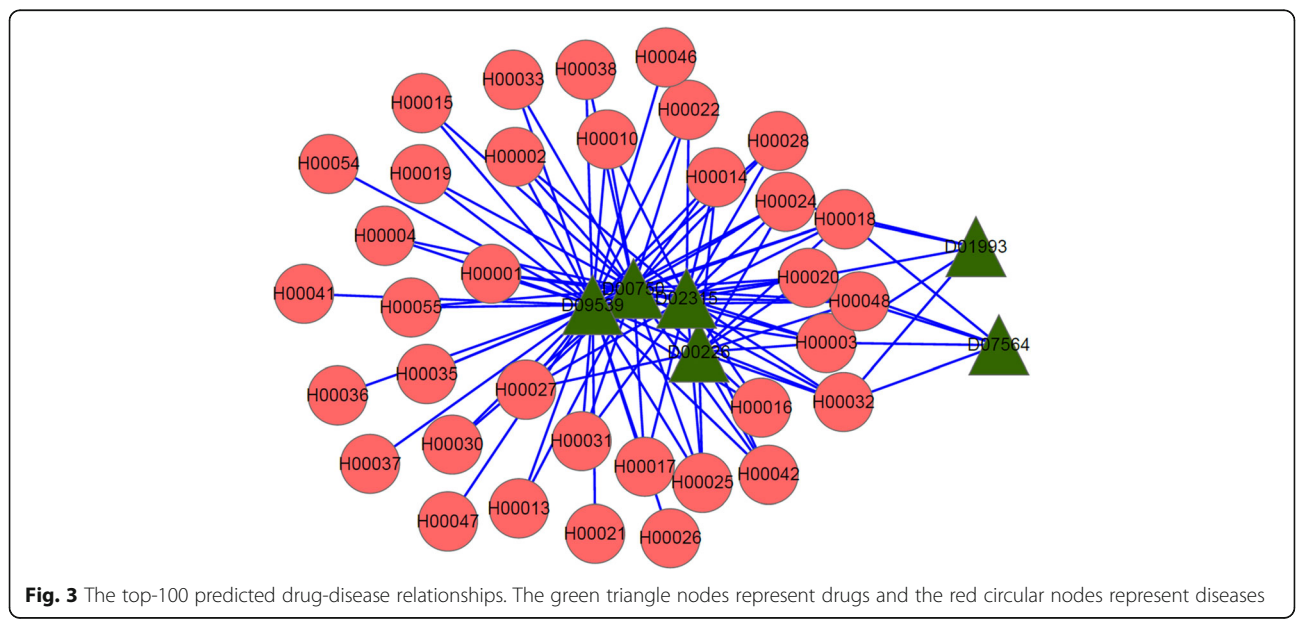 H00046
H00038
H00033
H00015
H00022
H00010
H00028
H00002
H00054
H00019
H00014
H00024
H00018
H00004
D01993
H00001
H00020
H00041
H00055
D09539
H00048
H00003
D07564
H00035
H00027
H00036
H00016
H00032
H00030
H00031
H00037
H00017
H00025
H00042
H00047
H00013
H00021
H00026
Fig. 3 The top-100 predicted drug-disease relationships. The green triangle nodes represent drugs and the red circular nodes represent diseases